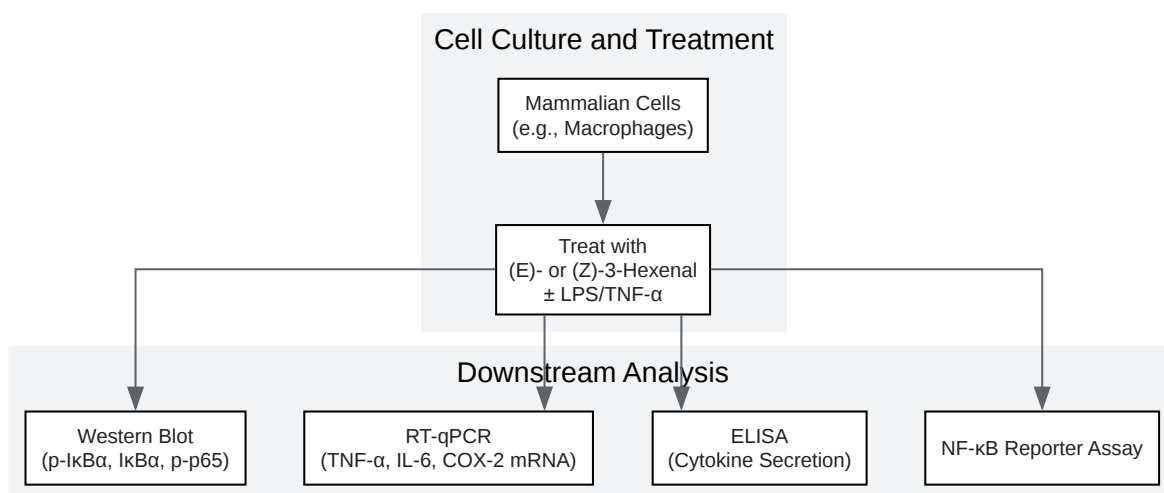 Cell Culture and Treatment
Mammalian Cells
(e.g., Macrophages)
Treat with
(E)- or (Z)-3-Hexenal
± LPS/TNF-α
Downstream Analysis
Western Blot
(p-IκBα, IκBα, p-p65)
RT-qPCR
(TNF-α, IL-6, COX-2 mRNA)
ELISA
(Cytokine Secretion)
NF-κB Reporter Assay